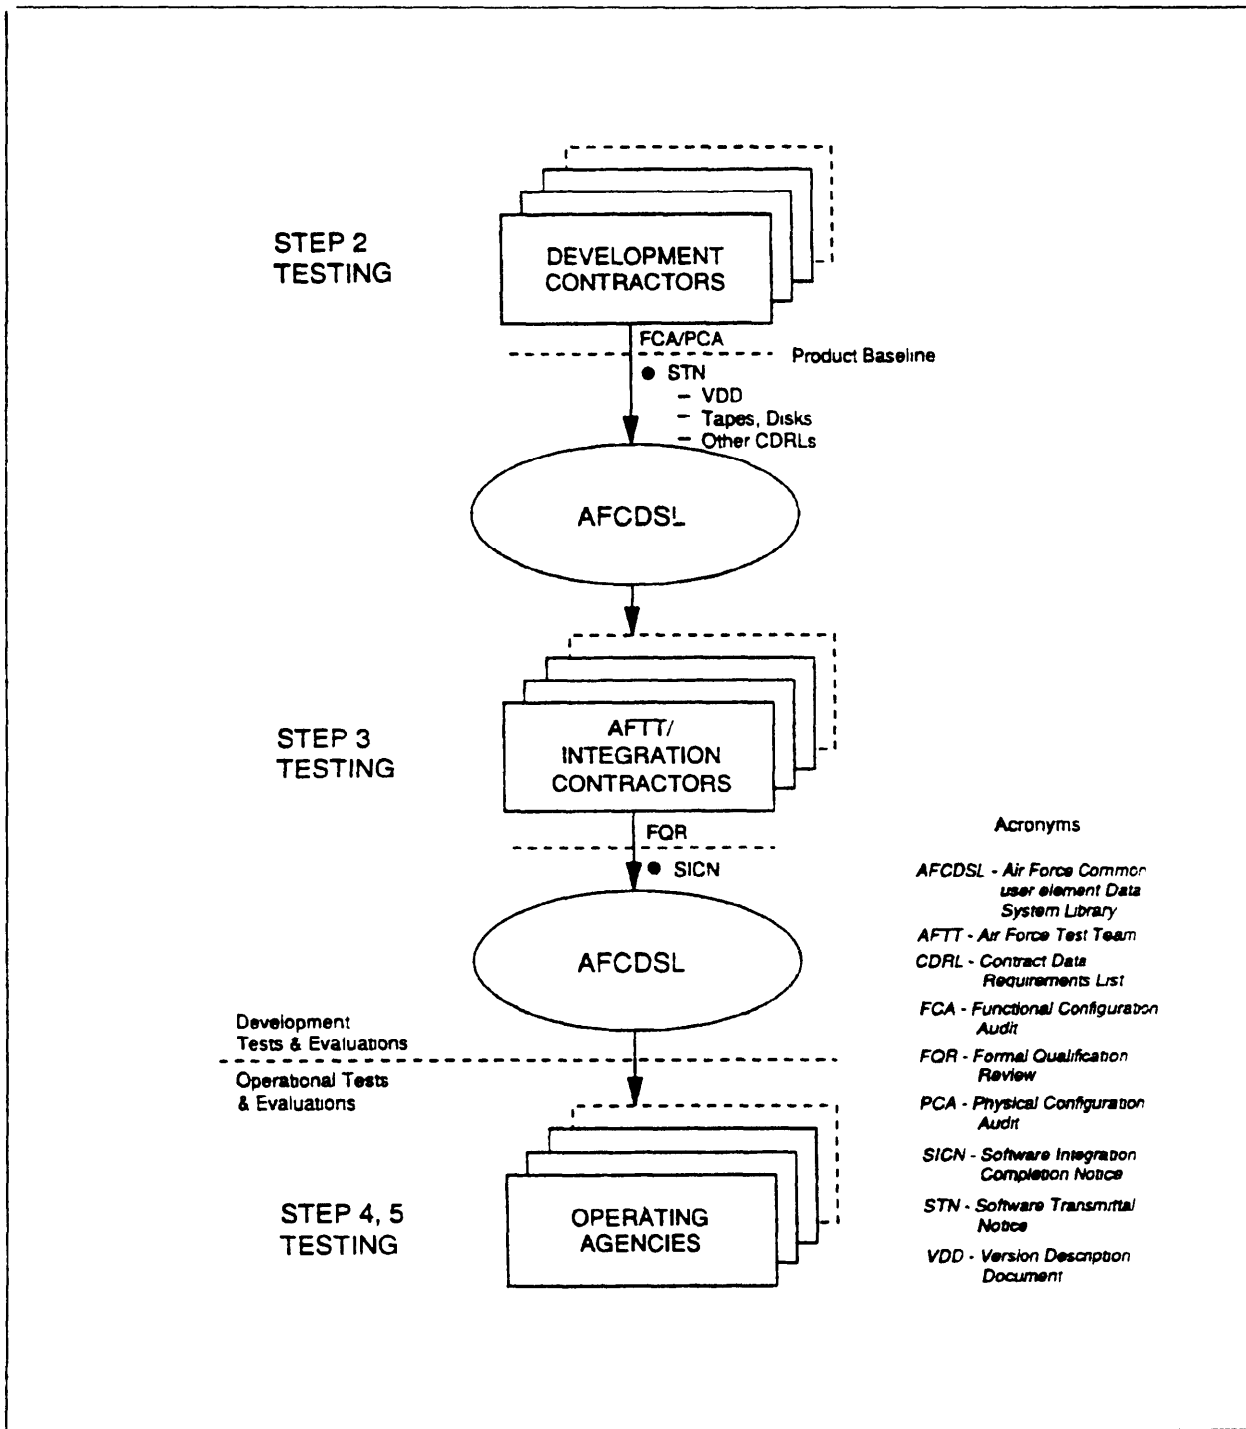 STEP 2
TESTING
DEVELOPMENT
CONTRACTORS
FCA/PCA
Product Baseline
● STN
– VDD
– Tapes, Disks
– Other CDRLs
AFCDSL
STEP 3
TESTING
AFTT/
INTEGRATION
CONTRACTORS
FQR
● SICN
AFCDSL
Development
Tests & Evaluations
Operational Tests
& Evaluations
STEP 4, 5
TESTING
OPERATING
AGENCIES
Acronyms
AFCDSL - Air Force Common
user element Data
System Library
AFTT - Air Force Test Team
CDRL - Contract Data
Requirements List
FCA - Functional Configuration
Audit
FQR - Formal Qualification
Review
PCA - Physical Configuration
Audit
SICN - Software Integration
Completion Notice
STN - Software Transmittal
Notice
VDD - Version Description
Document